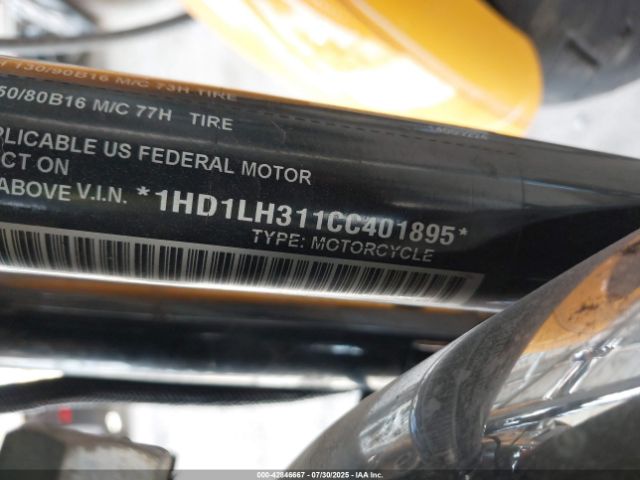 130/90B16 M/C 73H TIRE
50/80B16 M/C 77H TIRE
PLICABLE US FEDERAL MOTOR
CT ON
ABOVE V.I.N. *1HD1LH311CC401895*
TYPE: MOTORCYCLE
000-42846667 07/30/2025 - IAA Inc.